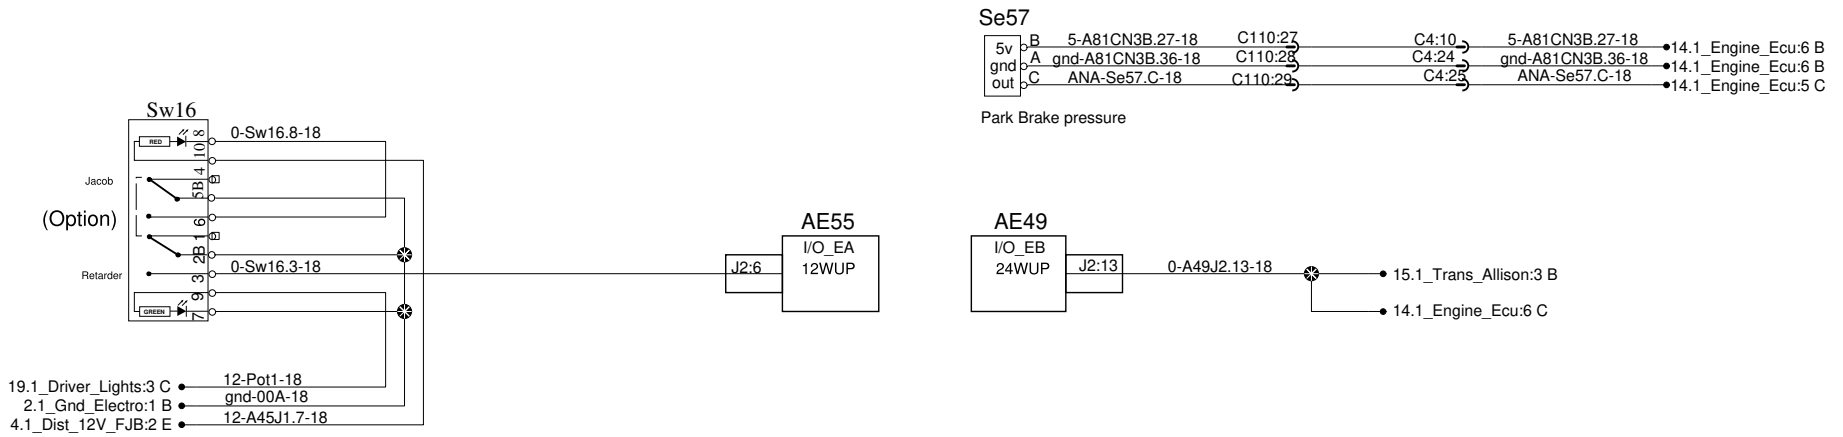 Se57
5v B 5-A81CN3B.27-18 C110:27 C4:10 5-A81CN3B.27-18 14.1_Engine_Ecu:6 B
gnd A gnd-A81CN3B.36-18 C110:28 C4:24 gnd-A81CN3B.36-18 14.1_Engine_Ecu:6 B
out C ANA-Se57.C-18 C110:29 C4:25 ANA-Se57.C-18 14.1_Engine_Ecu:5 C
Park Brake pressure
Sw16
RED 8 0-Sw16.8-18
10
4
Jacob
5B
(Option)
6
1
2B
Retarder 3 0-Sw16.3-18
9
GREEN 7
AE55
I/O_EA
J2:6 12WUP
AE49
I/O_EB
24WUP J2:13 0-A49J2.13-18 15.1_Trans_Allison:3 B
14.1_Engine_Ecu:6 C
19.1_Driver_Lights:3 C 12-Pot1-18
2.1_Gnd_Electro:1 B gnd-00A-18
4.1_Dist_12V_FJB:2 E 12-A45J1.7-18